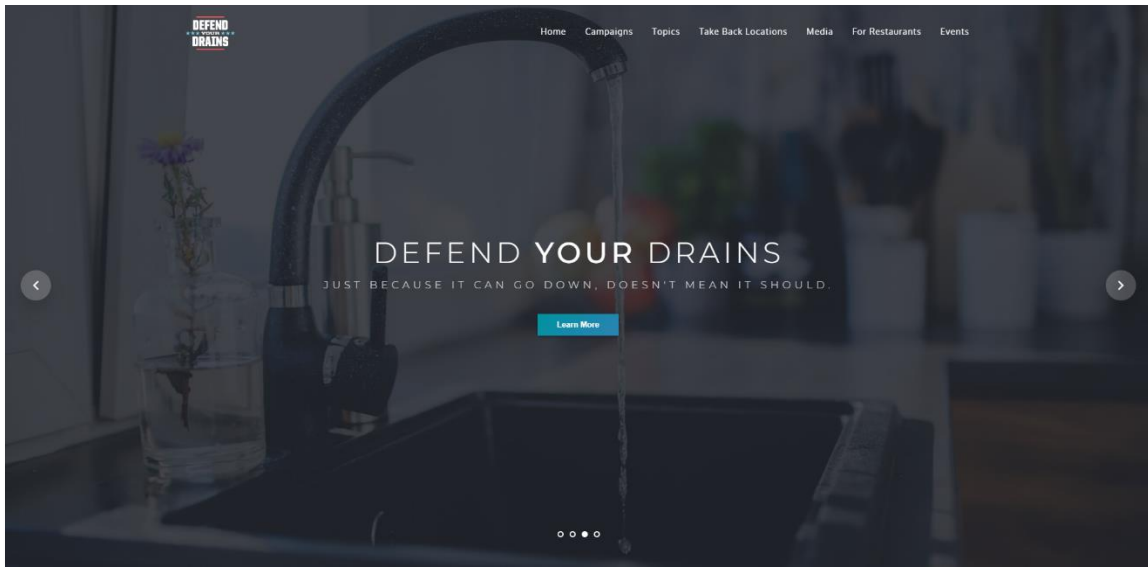 DEFEND
YOUR
DRAINS
Home Campaigns Topics Take Back Locations Media For Restaurants Events
DEFEND YOUR DRAINS
JUST BECAUSE IT CAN GO DOWN, DOESN'T MEAN IT SHOULD.
Learn More